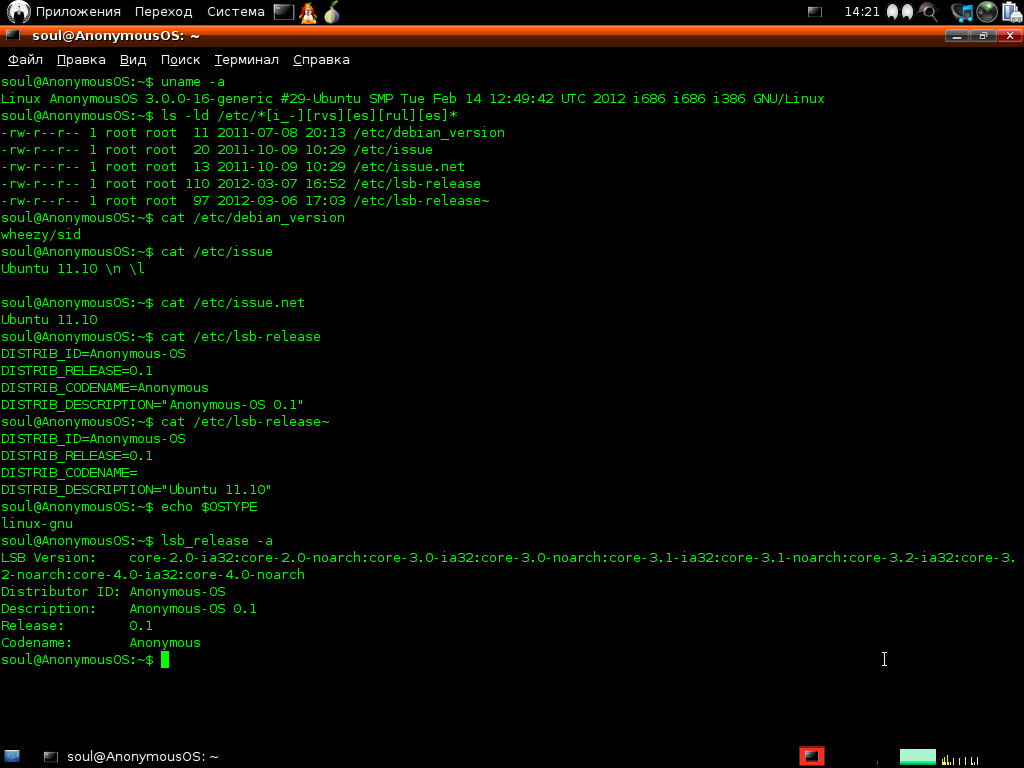 Приложения Переход Система 14:21
soul@AnonymousOS: ~
Файл Правка Вид Поиск Терминал Справка
soul@AnonymousOS:~$ uname -a
Linux AnonymousOS 3.0.0-16-generic #29-Ubuntu SMP Tue Feb 14 12:49:42 UTC 2012 i686 i686 i386 GNU/Linux
soul@AnonymousOS:~$ ls -ld /etc/*[i_-][rvs][es][rul][es]*
-rw-r--r-- 1 root root  11 2011-07-08 20:13 /etc/debian_version
-rw-r--r-- 1 root root  20 2011-10-09 10:29 /etc/issue
-rw-r--r-- 1 root root  13 2011-10-09 10:29 /etc/issue.net
-rw-r--r-- 1 root root 110 2012-03-07 16:52 /etc/lsb-release
-rw-r--r-- 1 root root  97 2012-03-06 17:03 /etc/lsb-release~
soul@AnonymousOS:~$ cat /etc/debian_version
wheezy/sid
soul@AnonymousOS:~$ cat /etc/issue
Ubuntu 11.10 \n \l
soul@AnonymousOS:~$ cat /etc/issue.net
Ubuntu 11.10
soul@AnonymousOS:~$ cat /etc/lsb-release
DISTRIB_ID=Anonymous-OS
DISTRIB_RELEASE=0.1
DISTRIB_CODENAME=Anonymous
DISTRIB_DESCRIPTION="Anonymous-OS 0.1"
soul@AnonymousOS:~$ cat /etc/lsb-release~
DISTRIB_ID=Anonymous-OS
DISTRIB_RELEASE=0.1
DISTRIB_CODENAME=
DISTRIB_DESCRIPTION="Ubuntu 11.10"
soul@AnonymousOS:~$ echo $OSTYPE
linux-gnu
soul@AnonymousOS:~$ lsb_release -a
LSB Version:    core-2.0-ia32:core-2.0-noarch:core-3.0-ia32:core-3.0-noarch:core-3.1-ia32:core-3.1-noarch:core-3.2-ia32:core-3.
2-noarch:core-4.0-ia32:core-4.0-noarch
Distributor ID: Anonymous-OS
Description:    Anonymous-OS 0.1
Release:        0.1
Codename:       Anonymous
soul@AnonymousOS:~$
soul@AnonymousOS: ~